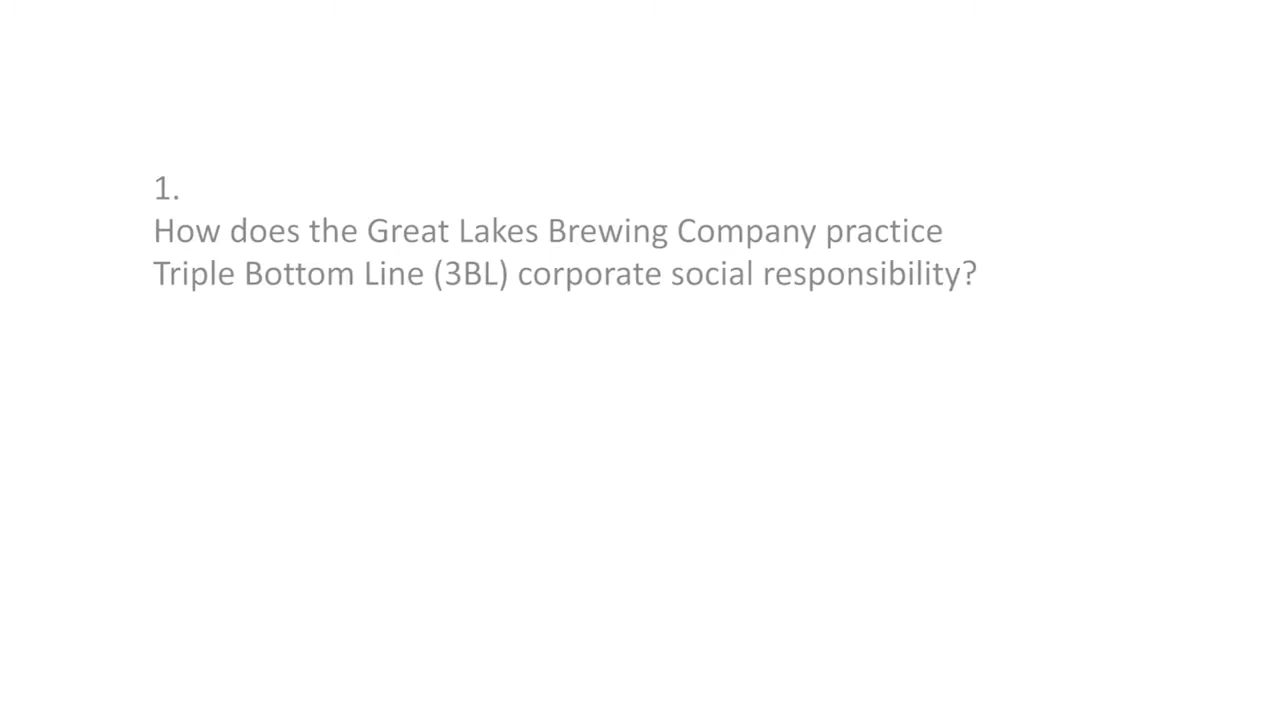 1.
How does the Great Lakes Brewing Company practice
Triple Bottom Line (3BL) corporate social responsibility?